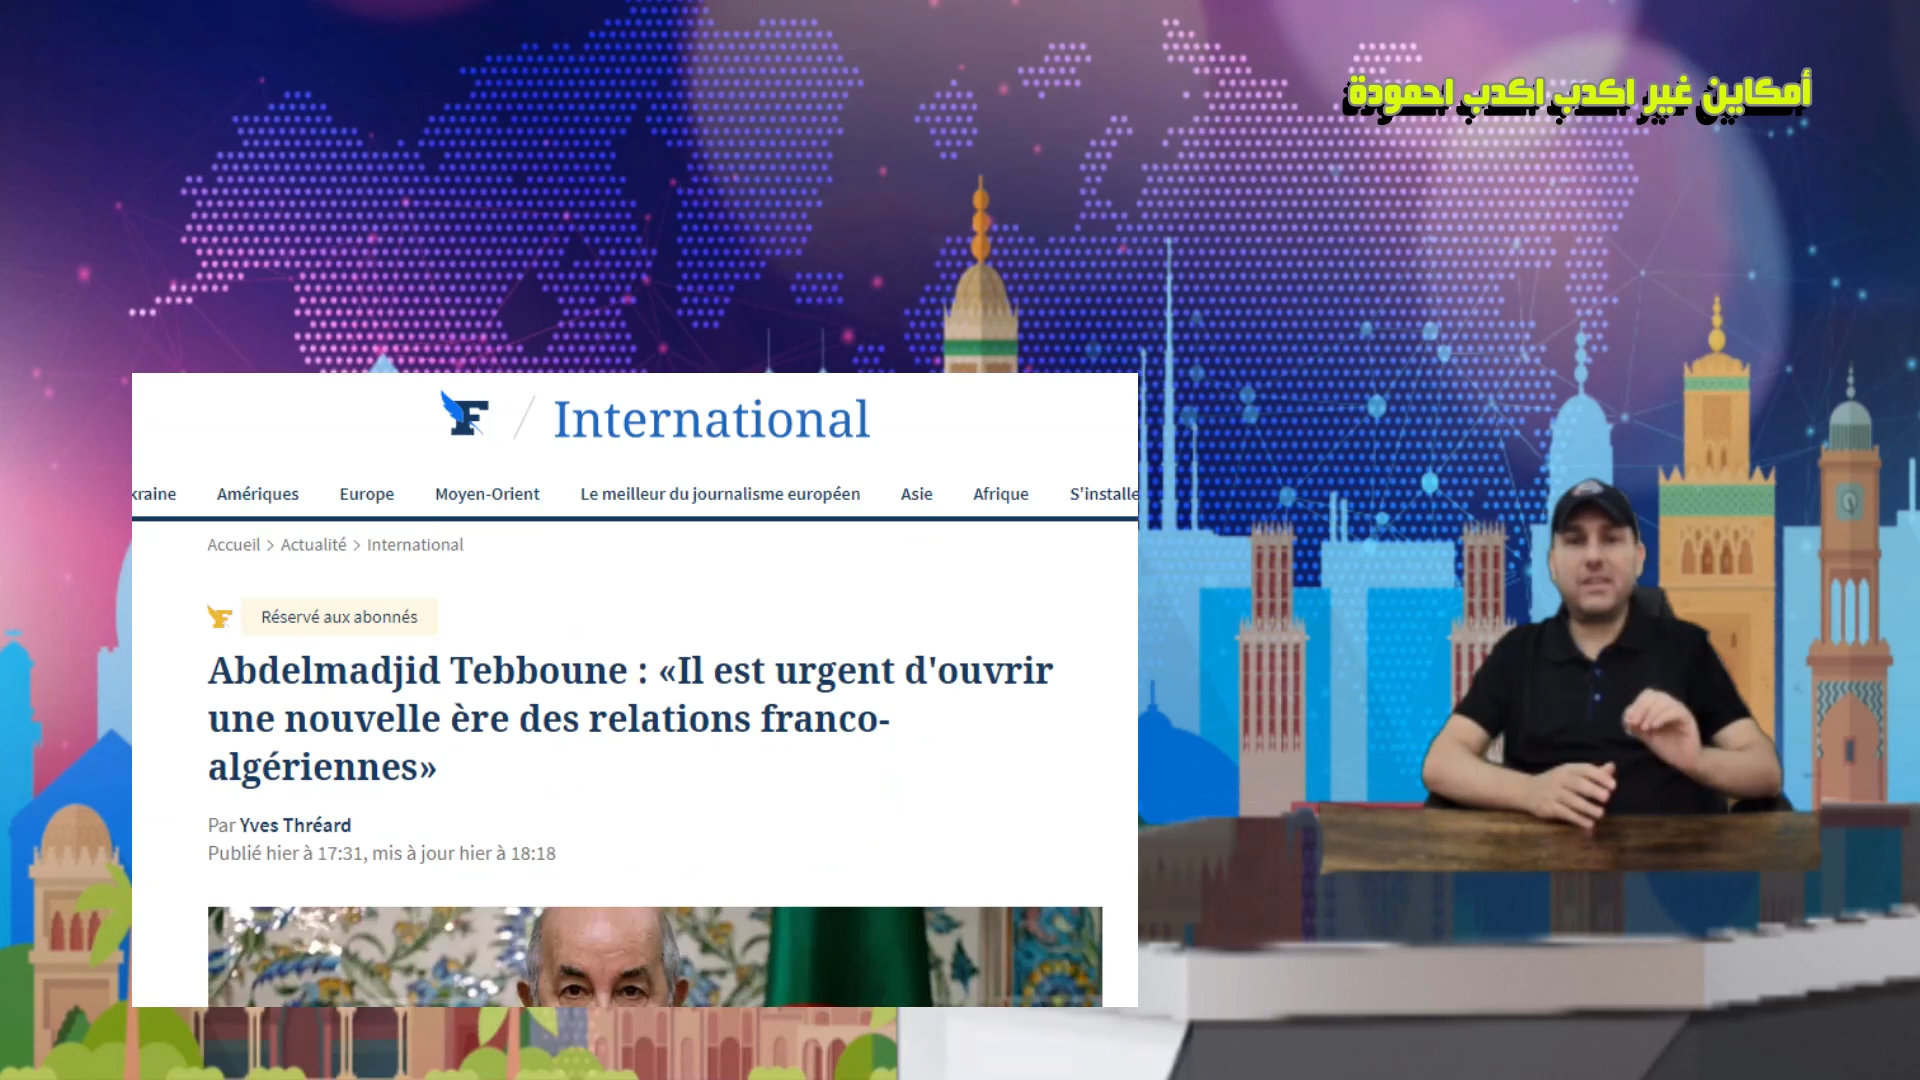 أمكاين غير اكدب اكدب احمودة
F / International
kraine Amériques Europe Moyen-Orient Le meilleur du journalisme européen Asie Afrique S'installe
Accueil > Actualité > International
Réservé aux abonnés
Abdelmadjid Tebboune : «Il est urgent d'ouvrir
une nouvelle ère des relations franco-
algériennes»
Par Yves Thréard
Publié hier à 17:31, mis à jour hier à 18:18